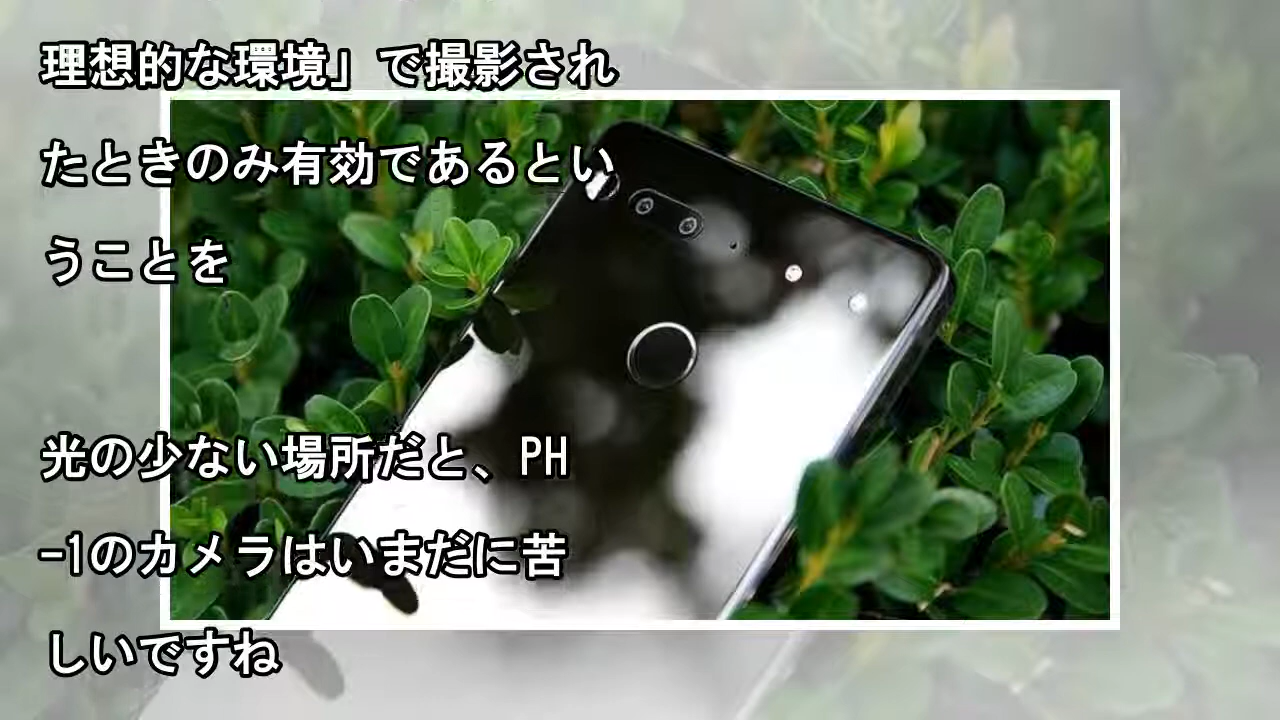 理想的な環境」で撮影され
たときのみ有効であるとい
うことを
光の少ない場所だと、PH
-1のカメラはいまだに苦
しいですね